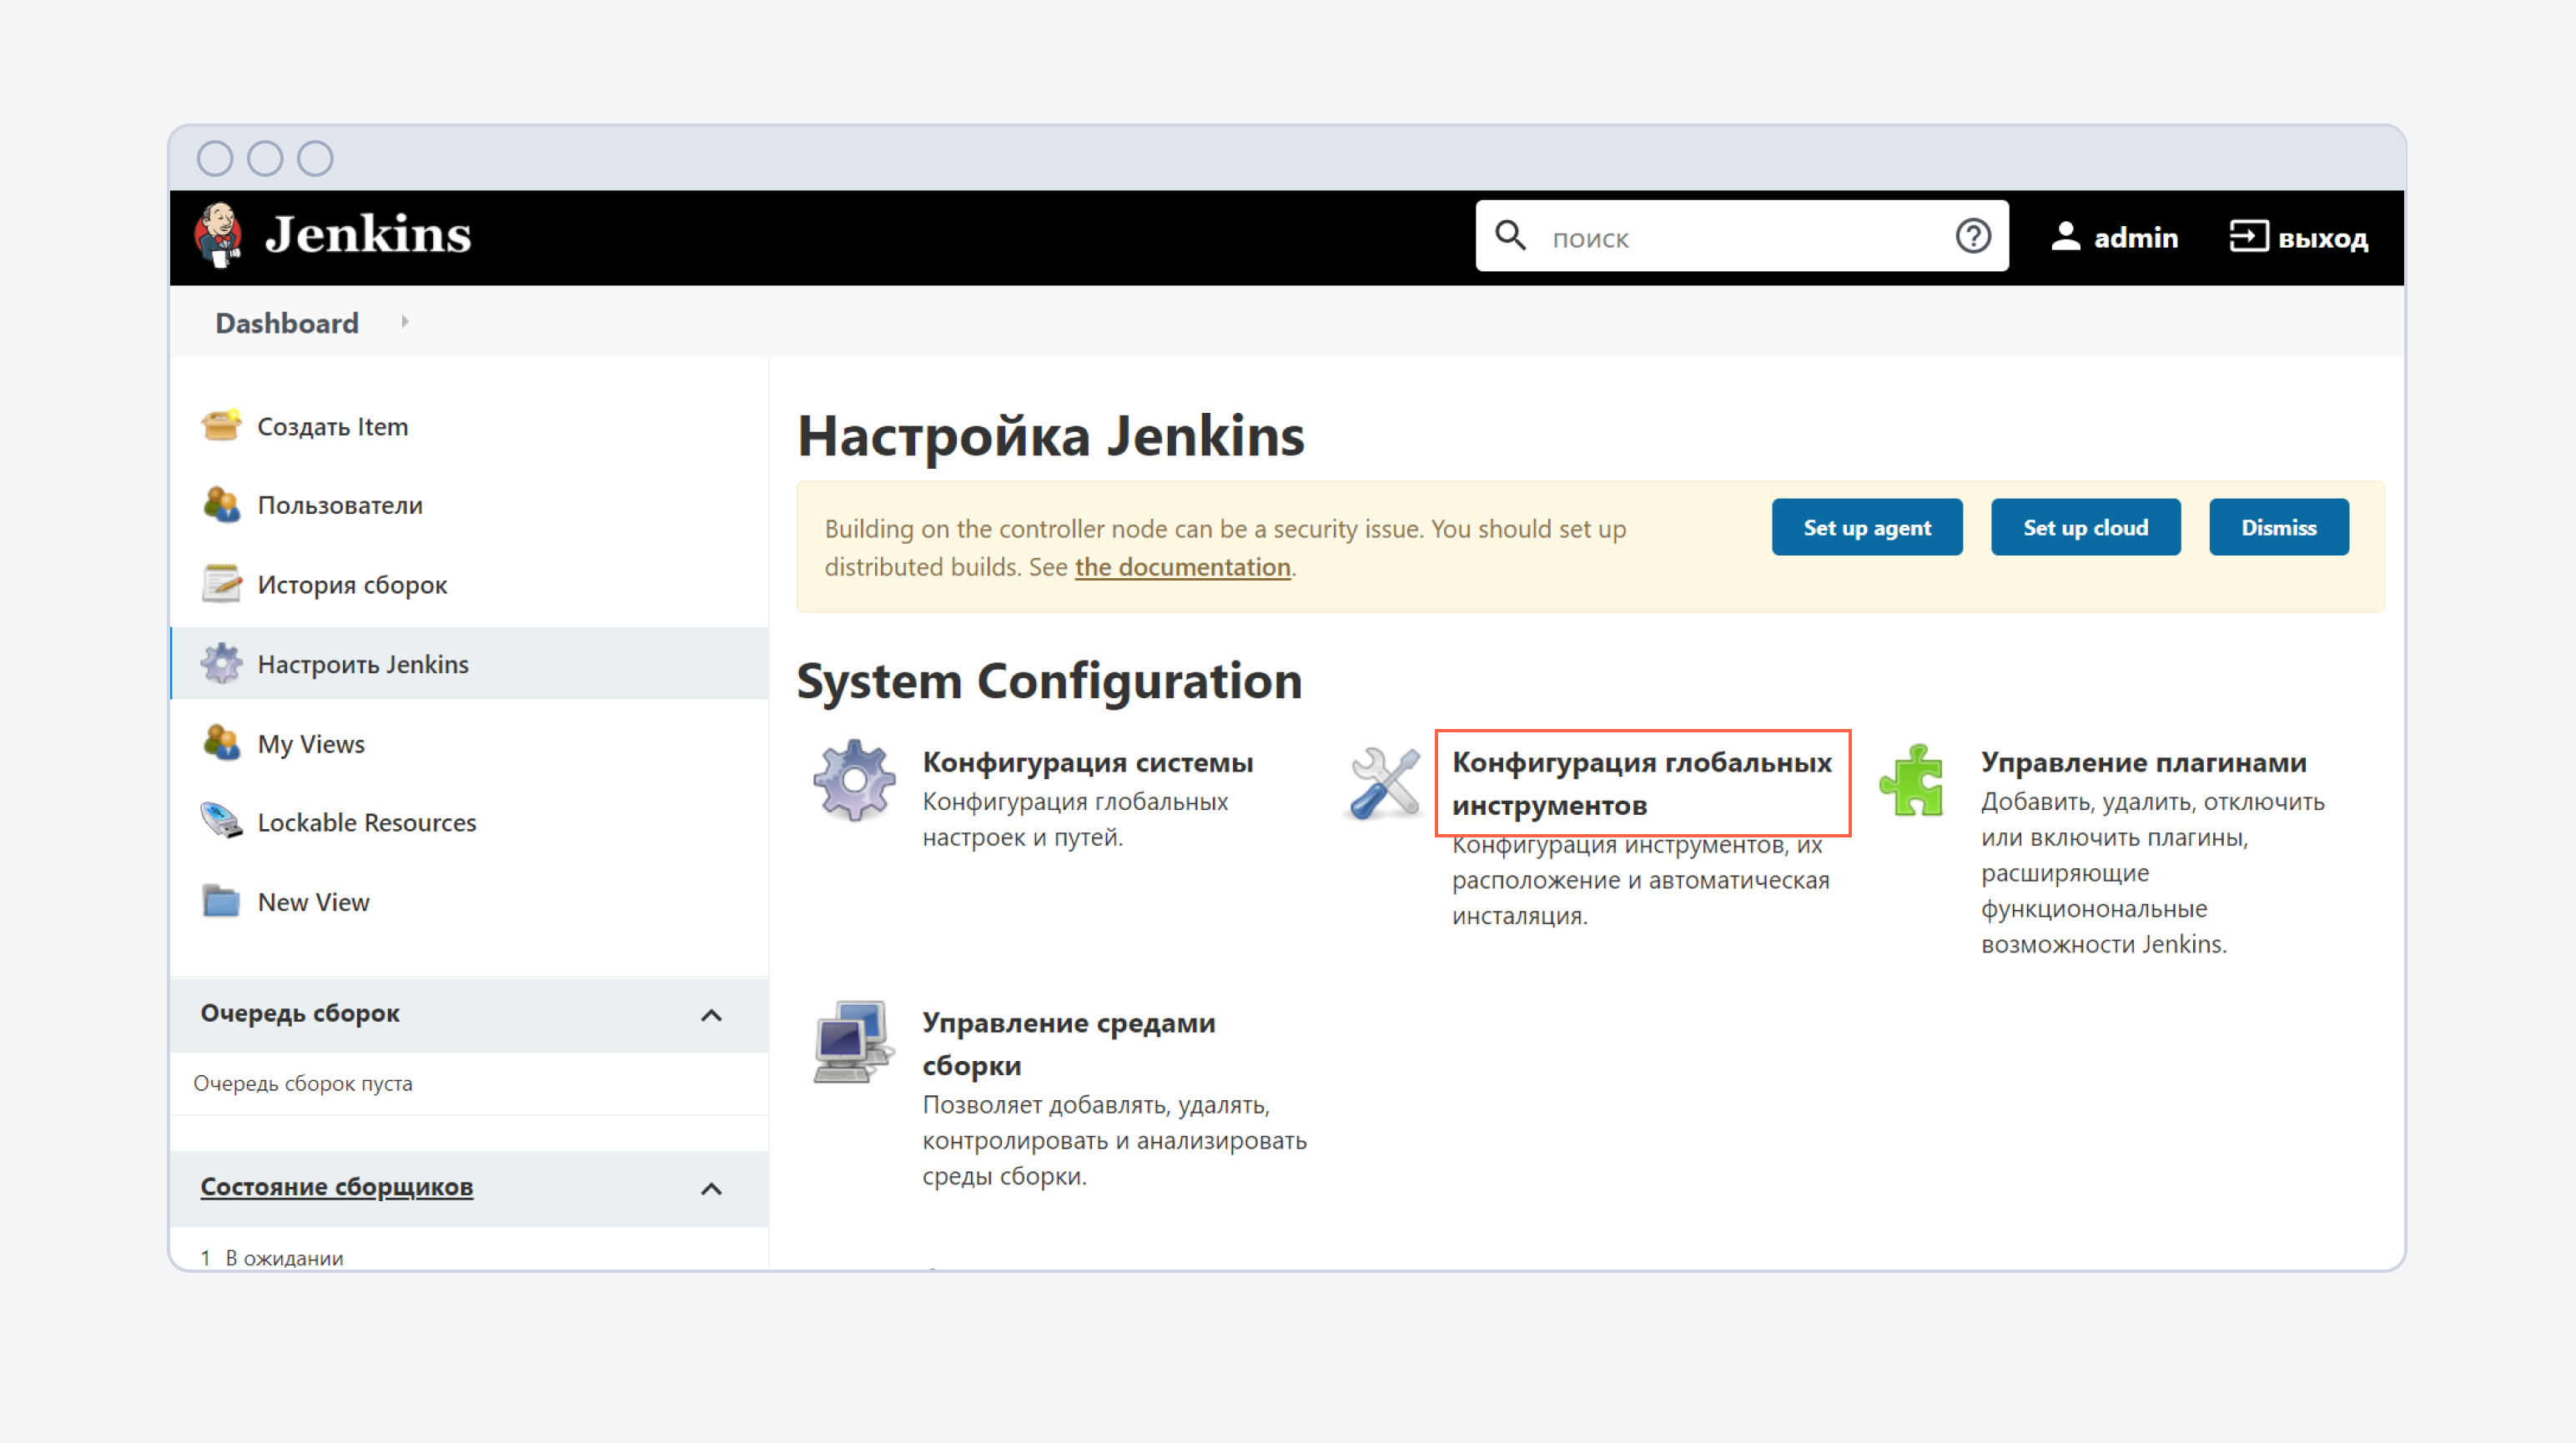 Jenkins
поиск
admin
выход
Dashboard
Создать Item
Пользователи
История сборок
Настроить Jenkins
My Views
Lockable Resources
New View
Очередь сборок
Очередь сборок пуста
Состояние сборщиков
1 В ожидании
Настройка Jenkins
Building on the controller node can be a security issue. You should set up
distributed builds. See the documentation.
Set up agent
Set up cloud
Dismiss
System Configuration
Конфигурация системы
Конфигурация глобальных
настроек и путей.
Конфигурация глобальных
инструментов
Конфигурация инструментов, их
расположение и автоматическая
инсталяция.
Управление плагинами
Добавить, удалить, отключить
или включить плагины,
расширяющие
функционональные
возможности Jenkins.
Управление средами
сборки
Позволяет добавлять, удалять,
контролировать и анализировать
среды сборки.